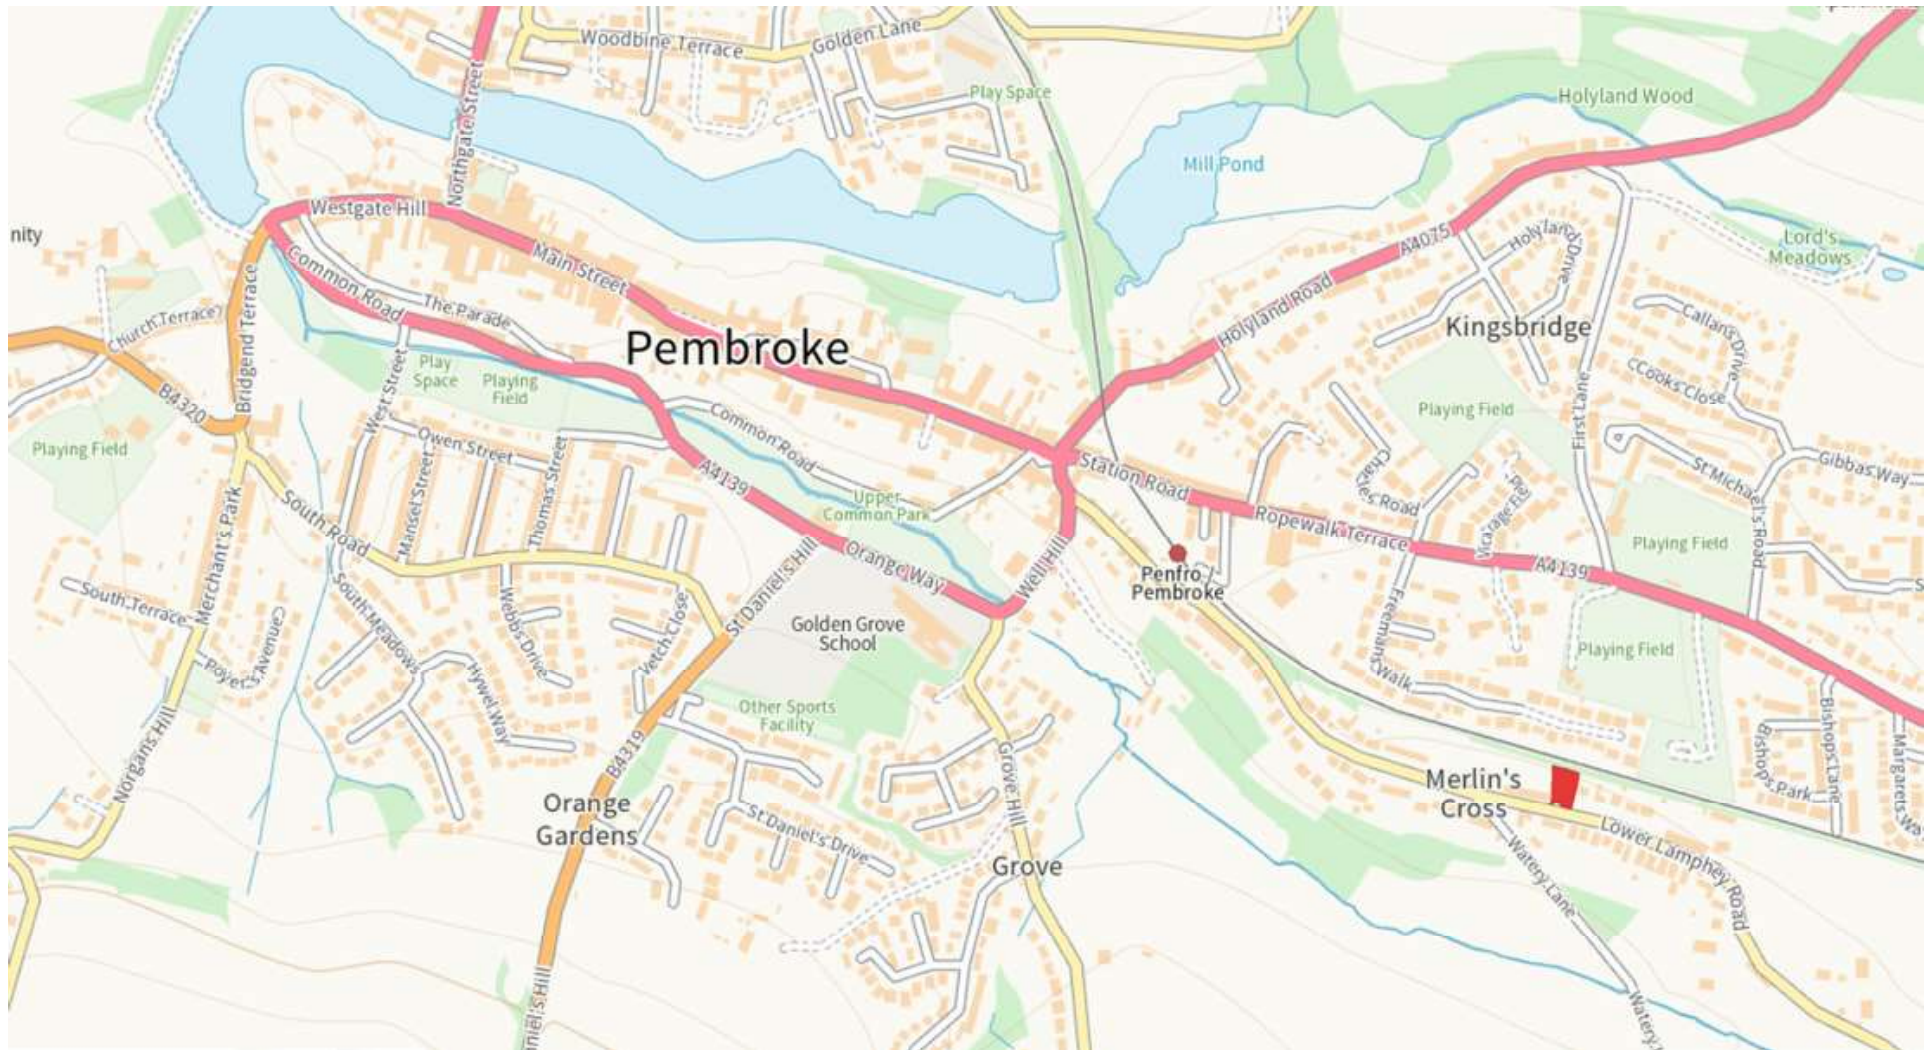 Woodbine Terrace
Golden Lane
Play Space
Northgate Street
Holyland Wood
Mill Pond
Westgate Hill
nity
Lord's
Meadows
A4075
Holyland Drive
Main Street
Common Road
The Parade
Holyland Road
Church Terrace
Bridgend Terrace
Pembroke
Kingsbridge
Callans Drive
Cooks Close
Play
Space
Playing
Field
B4320
West Street
Playing Field
First Lane
Common Road
Owen Street
Playing Field
A4139
Station Road
Charles Road
St Michael's Road
Gibbas Way
Mansel Street
Thomas Street
Upper
Common Park
Merchant's Park
South Road
Ropewalk Terrace
Orange Way
Well Hill
Playing Field
A4139
Penfro /
Pembroke
South Terrace
South Meadows
Webbs Drive
St Daniel's Hill
Golden Grove
School
Freemans Walk
Poyer's Avenue
Vetch Close
Playing Field
Hywel Way
Other Sports
Facility
Norgans Hill
B4319
Grove Hill
Bishops Lane
Bishops Park
Margarets Wa
Orange
Gardens
Merlin's
Cross
St Daniel's Drive
Lower Lamphey Road
Grove
Watery Lane
niel's Hill
Watery